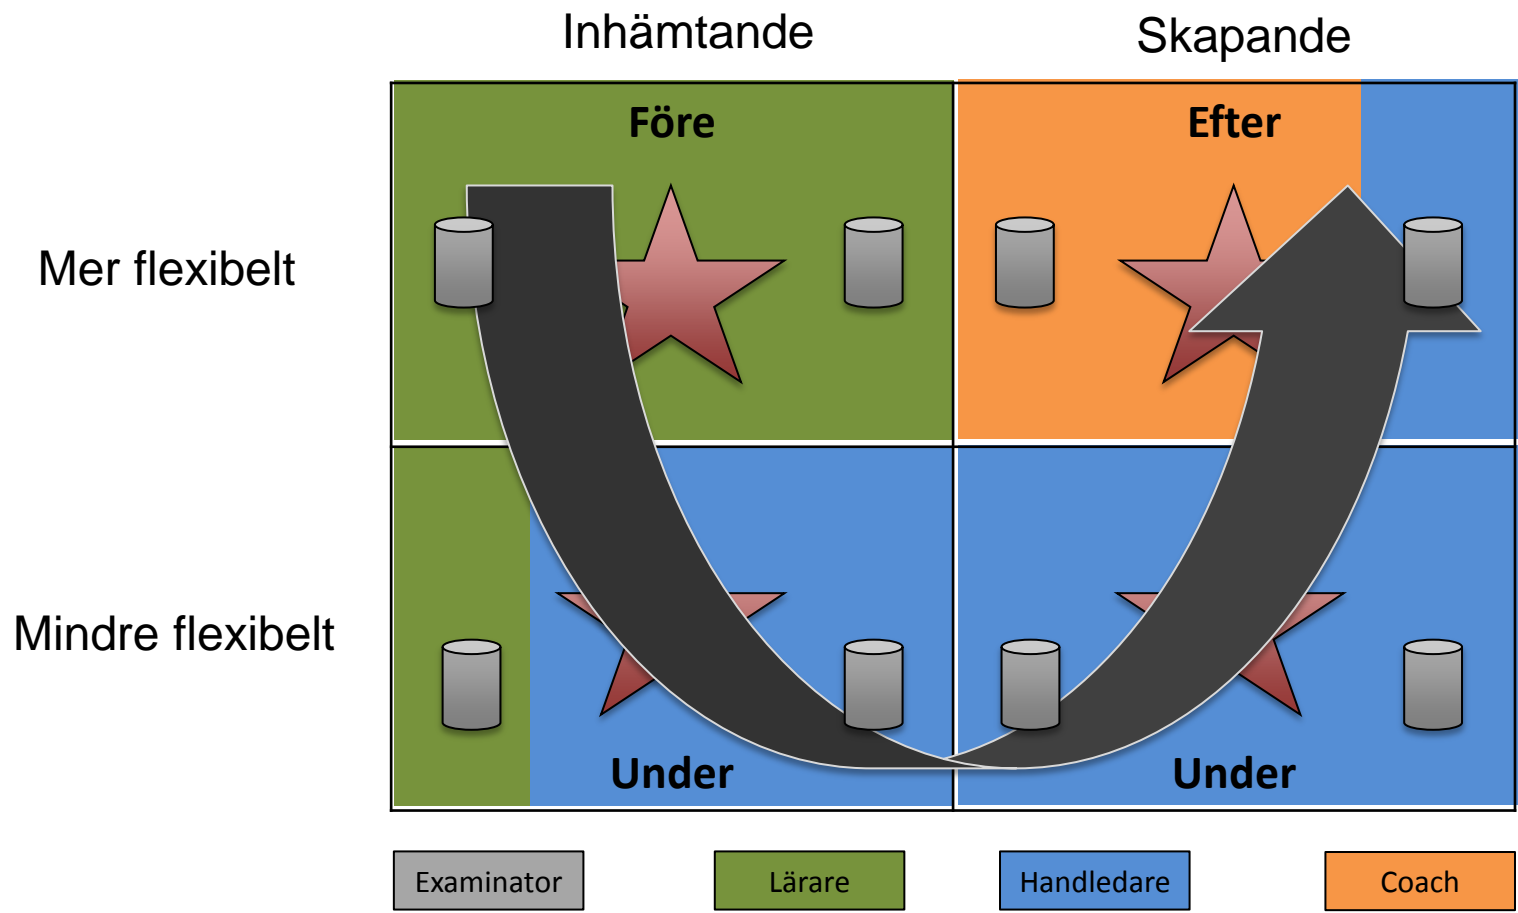 Inhämtande
Skapande
Före
Efter
Mer flexibelt
Mindre flexibelt
Under
Under
Examinator
Lärare
Handledare
Coach